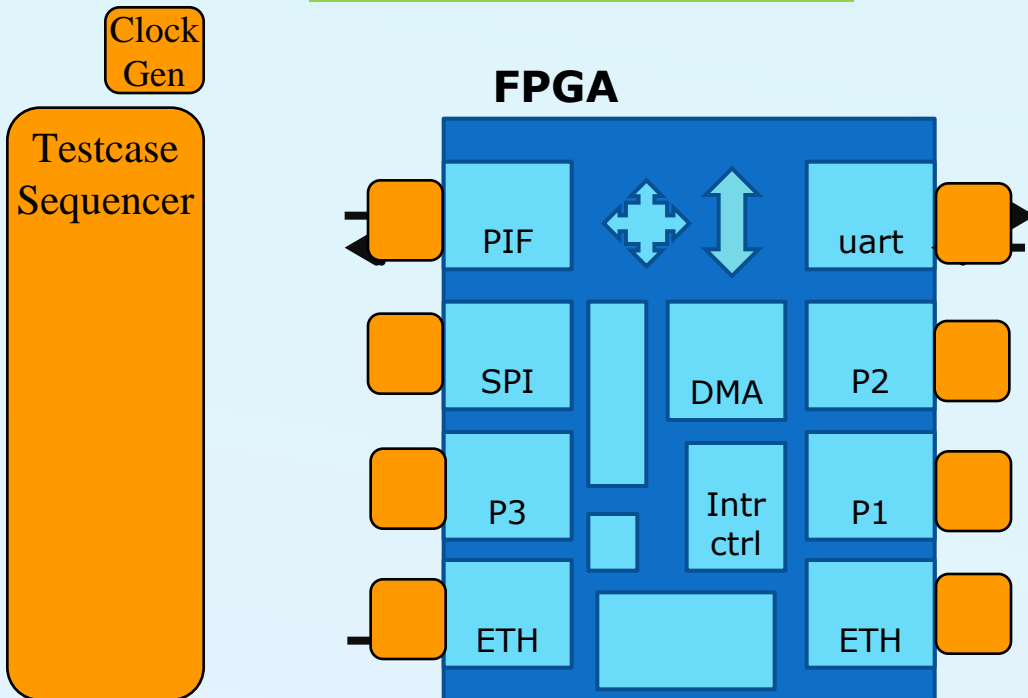 Clock
Gen
FPGA
Testcase
Sequencer
PIF
uart
SPI
DMA
P2
P3
Intr
ctrl
P1
ETH
ETH